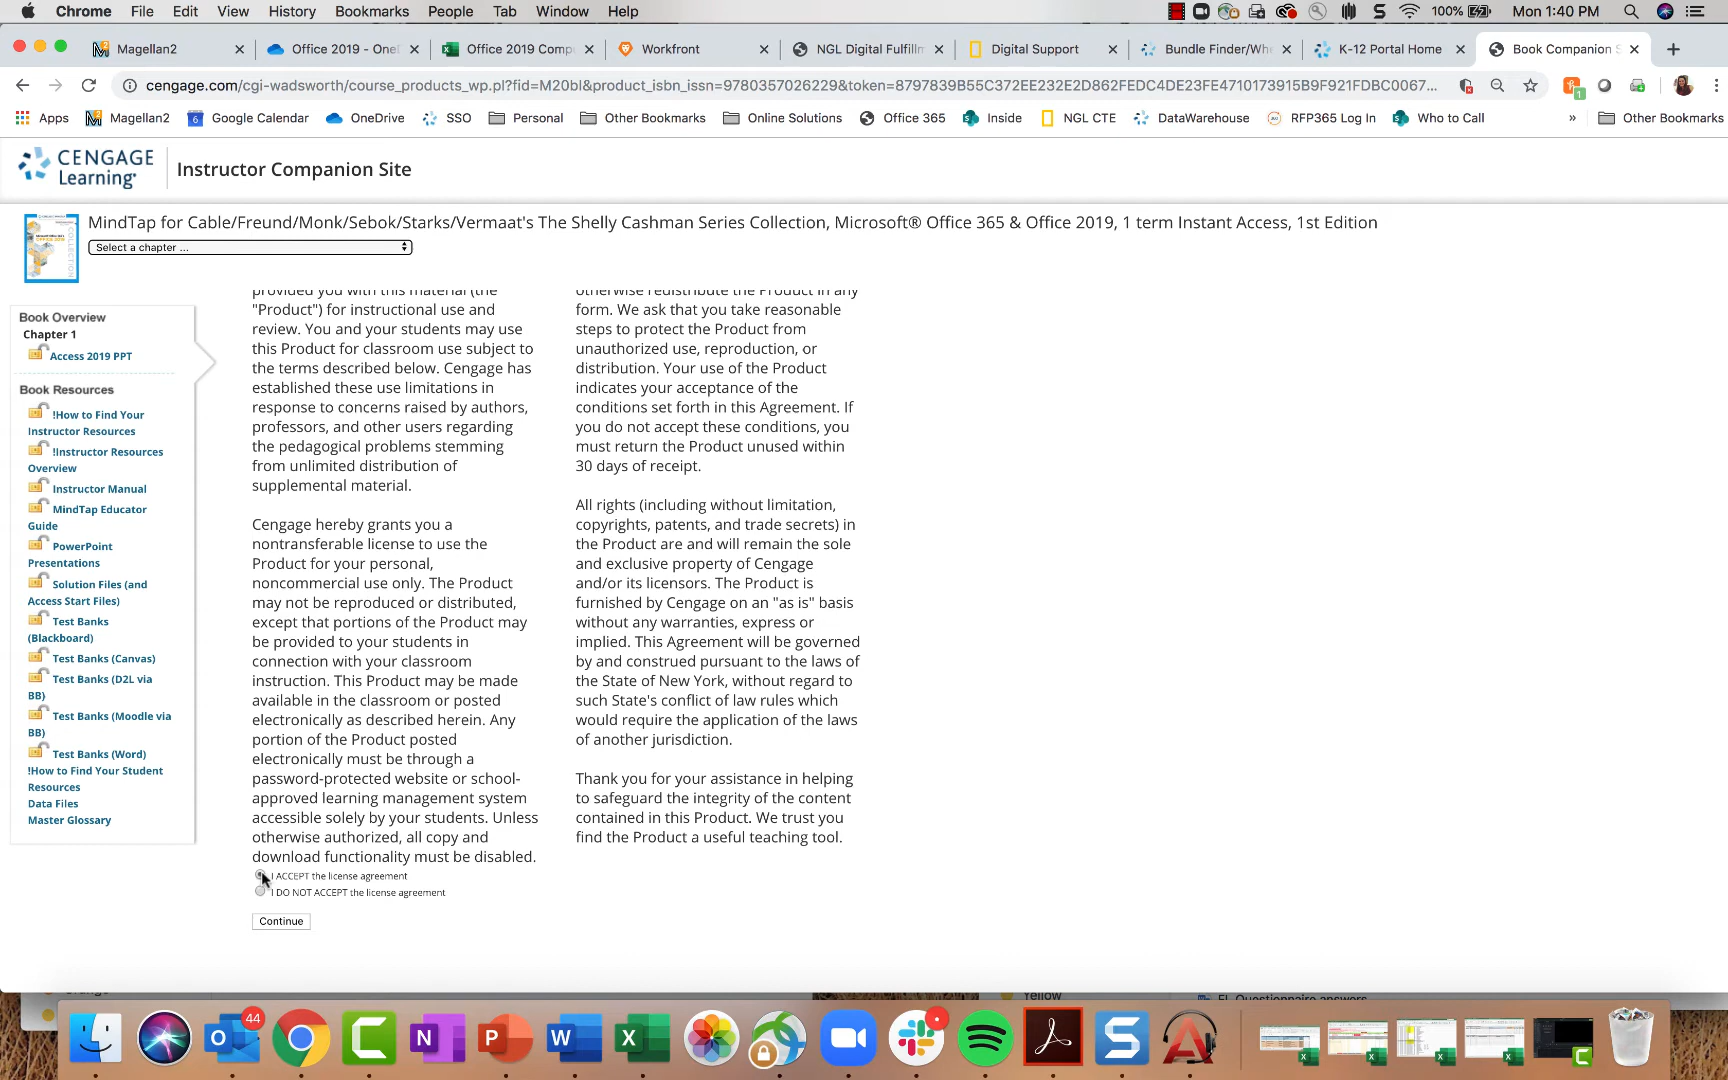 Chrome File Edit View History Bookmarks People Tab Window Help 100% Mon 1:40 PM
Magellan2 Office 2019 - OneD Office 2019 Comp Workfront NGL Digital Fulfillm Digital Support Bundle Finder/Whe K-12 Portal Home Book Companion S
cengage.com/cgi-wadsworth/course_products_wp.pl?fid=M20bl&product_isbn_issn=9780357026229&token=8797839B55C372EE232E2D862FEDC4DE23FE4710173915B9F921FDBC0067...
Apps Magellan2 Google Calendar OneDrive SSO Personal Other Bookmarks Online Solutions Office 365 Inside NGL CTE DataWarehouse RFP365 Log In Who to Call » Other Bookmarks
CENGAGE
Learning
Instructor Companion Site
MindTap for Cable/Freund/Monk/Sebok/Starks/Vermaat's The Shelly Cashman Series Collection, Microsoft® Office 365 & Office 2019, 1 term Instant Access, 1st Edition
Select a chapter ...
Book Overview
Chapter 1
Access 2019 PPT
Book Resources
!How to Find Your
Instructor Resources
!Instructor Resources
Overview
Instructor Manual
MindTap Educator
Guide
PowerPoint
Presentations
Solution Files (and
Access Start Files)
Test Banks
(Blackboard)
Test Banks (Canvas)
Test Banks (D2L via
BB)
Test Banks (Moodle via
BB)
Test Banks (Word)
!How to Find Your Student
Resources
Data Files
Master Glossary
provided you with this material (the
"Product") for instructional use and
review. You and your students may use
this Product for classroom use subject to
the terms described below. Cengage has
established these use limitations in
response to concerns raised by authors,
professors, and other users regarding
the pedagogical problems stemming
from unlimited distribution of
supplemental material.
Cengage hereby grants you a
nontransferable license to use the
Product for your personal,
noncommercial use only. The Product
may not be reproduced or distributed,
except that portions of the Product may
be provided to your students in
connection with your classroom
instruction. This Product may be made
available in the classroom or posted
electronically as described herein. Any
portion of the Product posted
electronically must be through a
password-protected website or school-
approved learning management system
accessible solely by your students. Unless
otherwise authorized, all copy and
download functionality must be disabled.
I ACCEPT the license agreement
I DO NOT ACCEPT the license agreement
Continue
otherwise redistribute the Product in any
form. We ask that you take reasonable
steps to protect the Product from
unauthorized use, reproduction, or
distribution. Your use of the Product
indicates your acceptance of the
conditions set forth in this Agreement. If
you do not accept these conditions, you
must return the Product unused within
30 days of receipt.
All rights (including without limitation,
copyrights, patents, and trade secrets) in
the Product are and will remain the sole
and exclusive property of Cengage
and/or its licensors. The Product is
furnished by Cengage on an "as is" basis
without any warranties, express or
implied. This Agreement will be governed
by and construed pursuant to the laws of
the State of New York, without regard to
such State's conflict of law rules which
would require the application of the laws
of another jurisdiction.
Thank you for your assistance in helping
to safeguard the integrity of the content
contained in this Product. We trust you
find the Product a useful teaching tool.
Yellow
EL Questionnaire answers
44